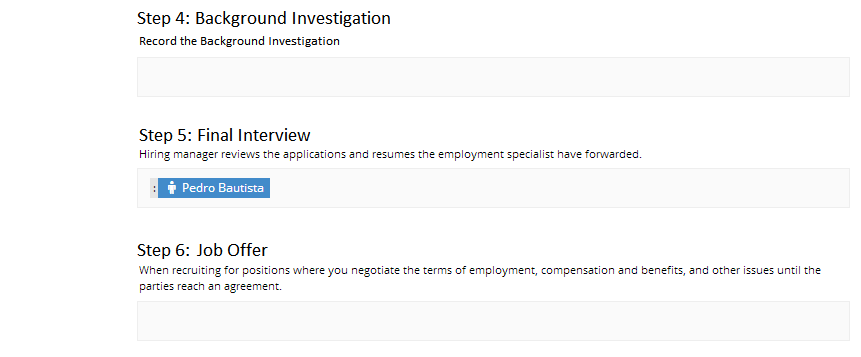 Step 4: Background Investigation
Record the Background Investigation
Step 5: Final Interview
Hiring manager reviews the applications and resumes the employment specialist have forwarded.
: Pedro Bautista
Step 6: Job Offer
When recruiting for positions where you negotiate the terms of employment, compensation and benefits, and other issues until the
parties reach an agreement.